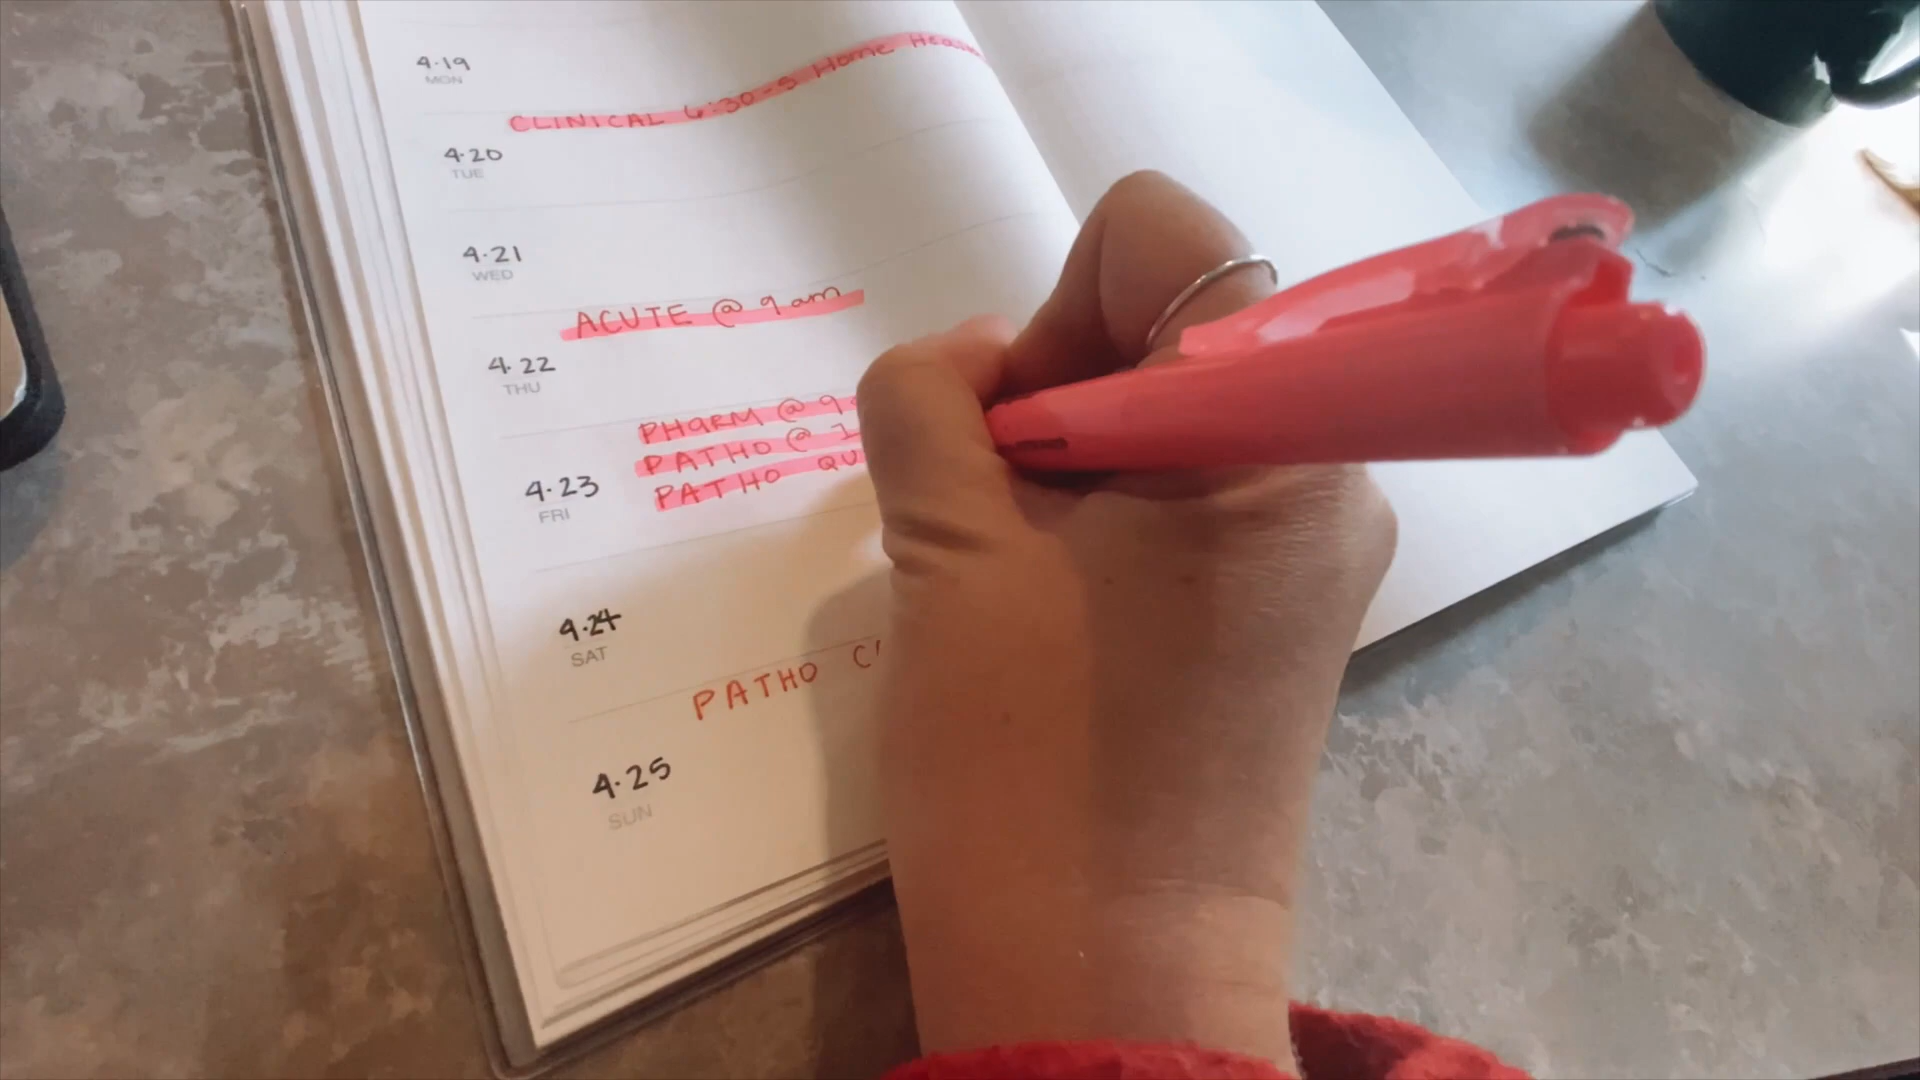 4.19
MON
CLINICAL 6:30-5 Home
4.20
TUE
4.21
WED
ACUTE @ 9am
4.22
THU
PHARM @ 9
PATHO @
PATHO
4.23
FRI
4.24
SAT
PATHO
4.25
SUN